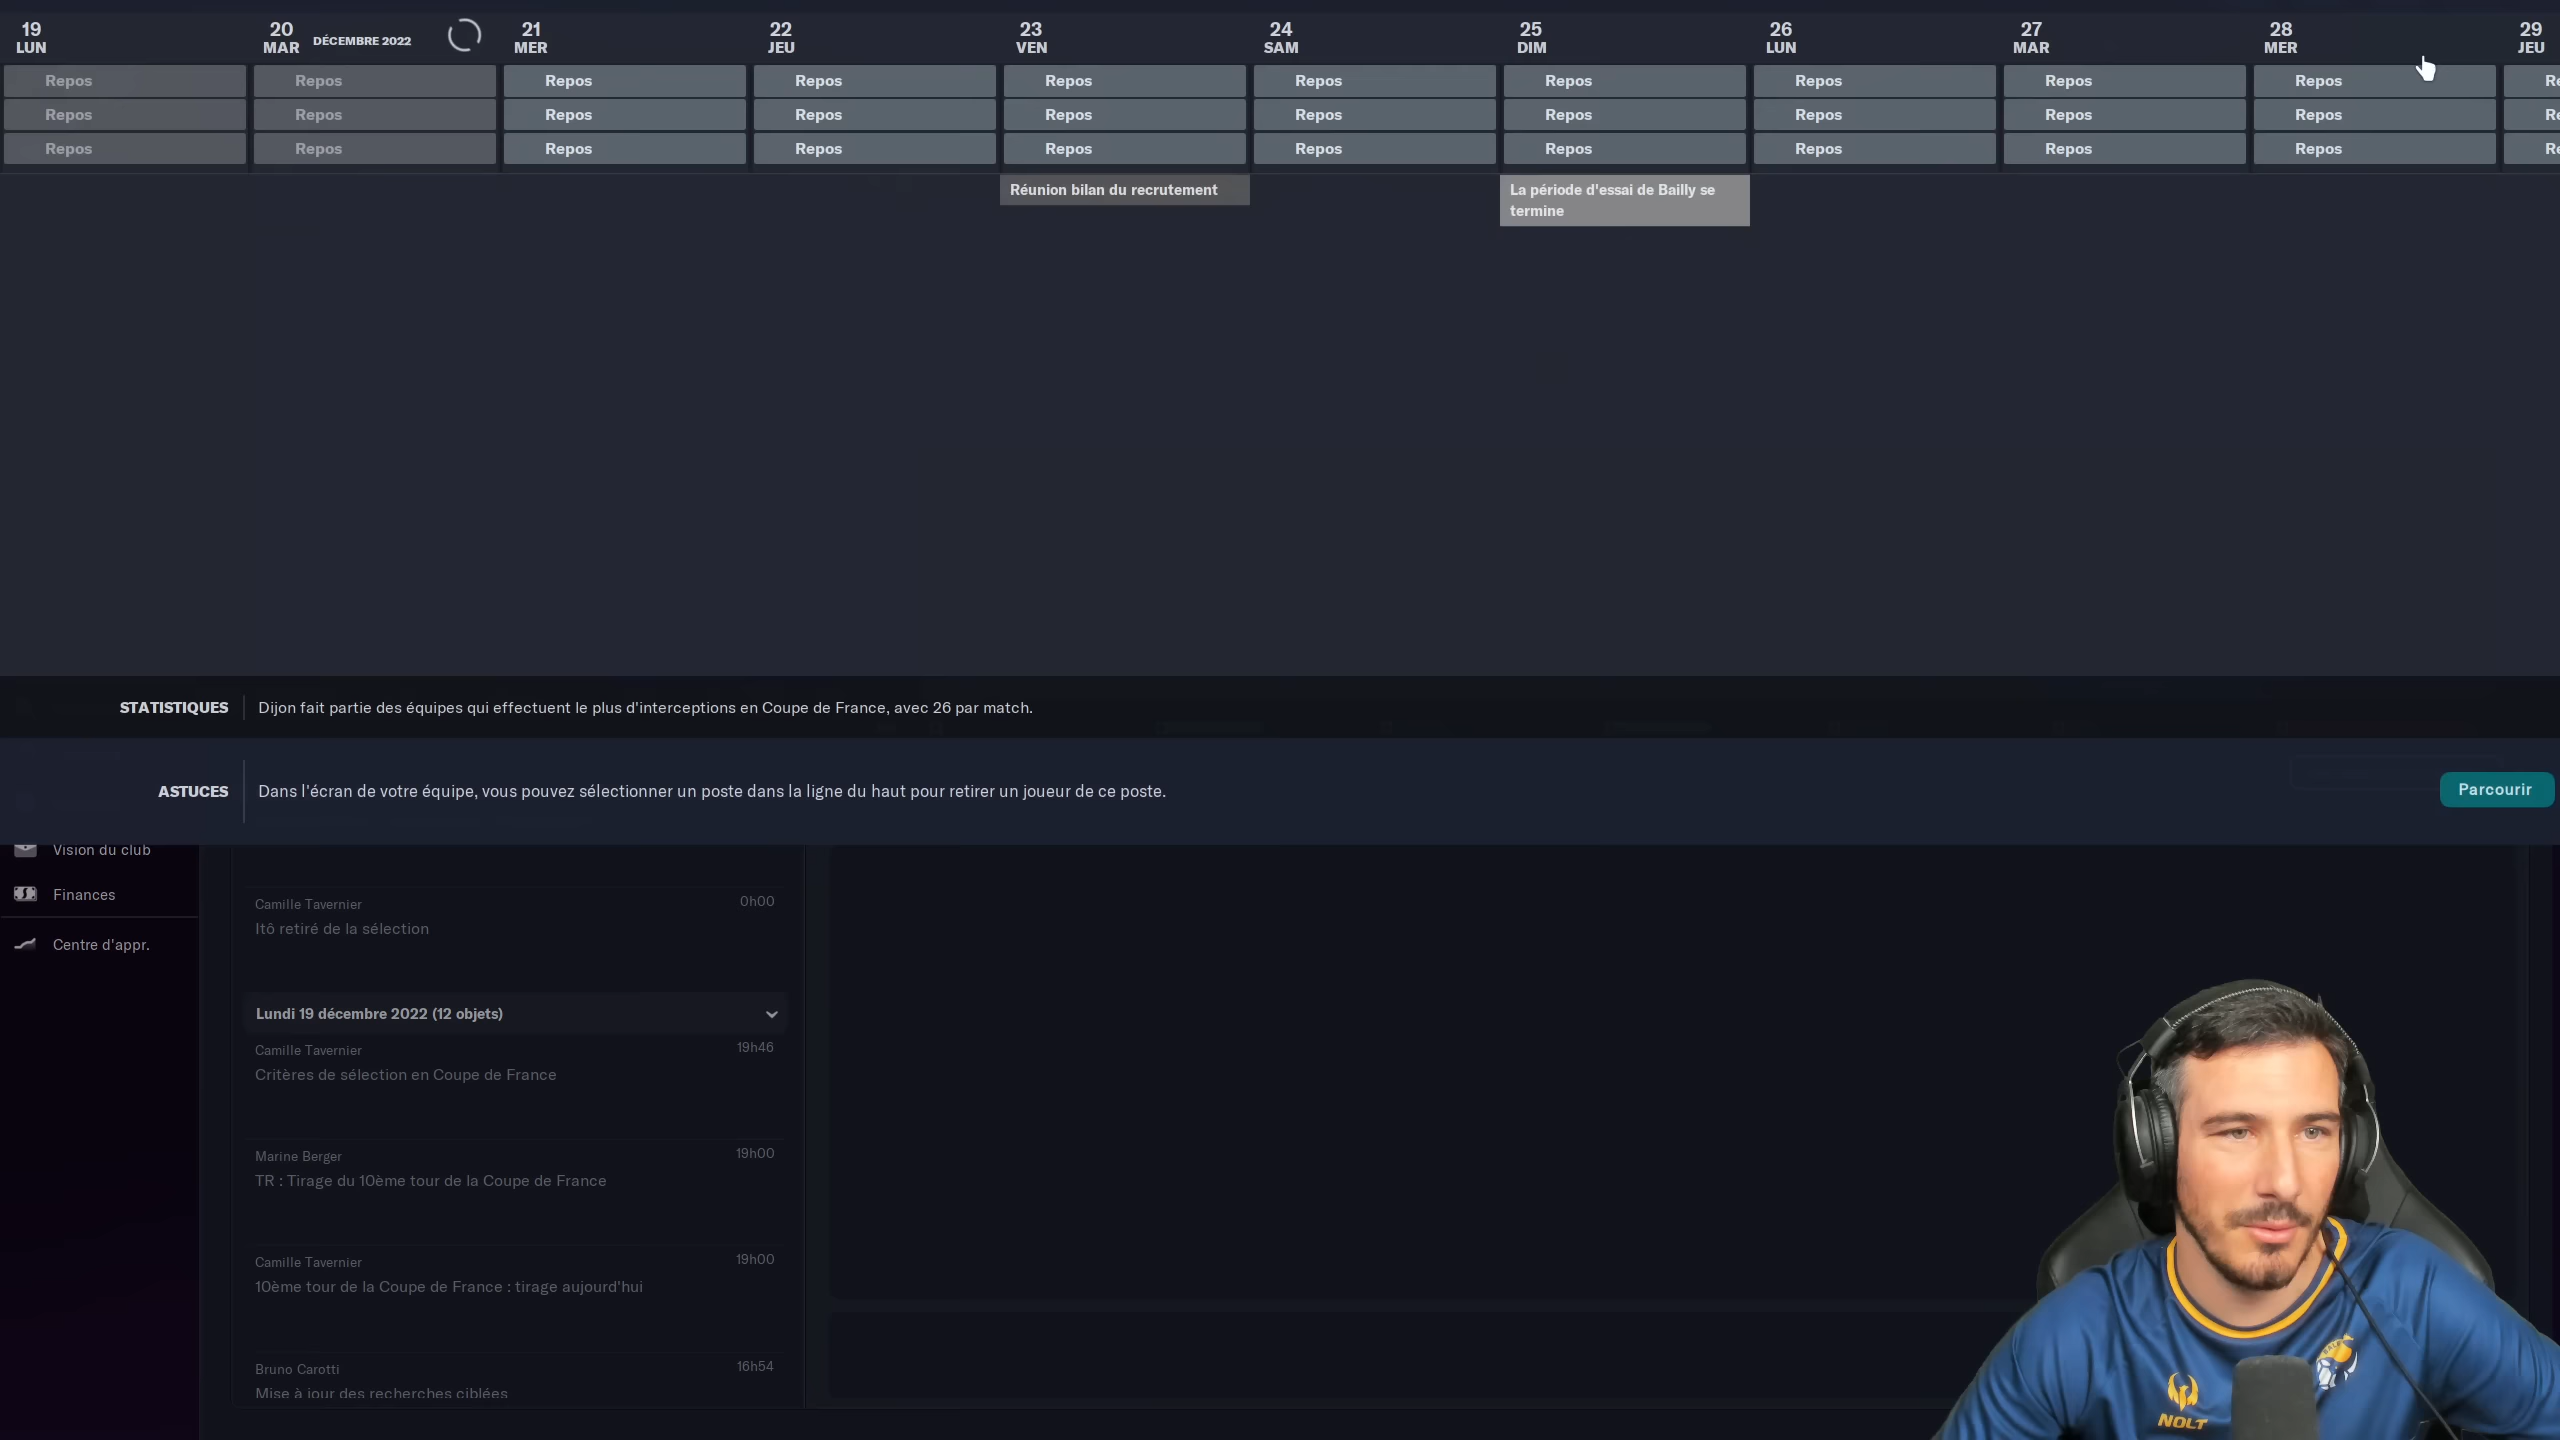 19 20 21 22 23 24 25 26 27 28 29
LUN MAR DÉCEMBRE 2022 MER JEU VEN SAM DIM LUN MAR MER JEU
Repos Repos Repos Repos Repos Repos Repos Repos Repos Repos
Repos Repos Repos Repos Repos Repos Repos Repos Repos Repos
Repos Repos Repos Repos Repos Repos Repos Repos Repos Repos
Réunion bilan du recrutement
La période d'essai de Bailly se
termine
STATISTIQUES Dijon fait partie des équipes qui effectuent le plus d'interceptions en Coupe de France, avec 26 par match.
ASTUCES Dans l'écran de votre équipe, vous pouvez sélectionner un poste dans la ligne du haut pour retirer un joueur de ce poste. Parcourir
Vision du club
Finances
Centre d'appr.
Camille Tavernier 0h00
Itô retiré de la sélection
Lundi 19 décembre 2022 (12 objets)
Camille Tavernier 19h46
Critères de sélection en Coupe de France
Marine Berger 19h00
TR : Tirage du 10ème tour de la Coupe de France
Camille Tavernier 19h00
10ème tour de la Coupe de France : tirage aujourd'hui
Bruno Carotti 16h54
Mise à jour des recherches ciblées
NOLT